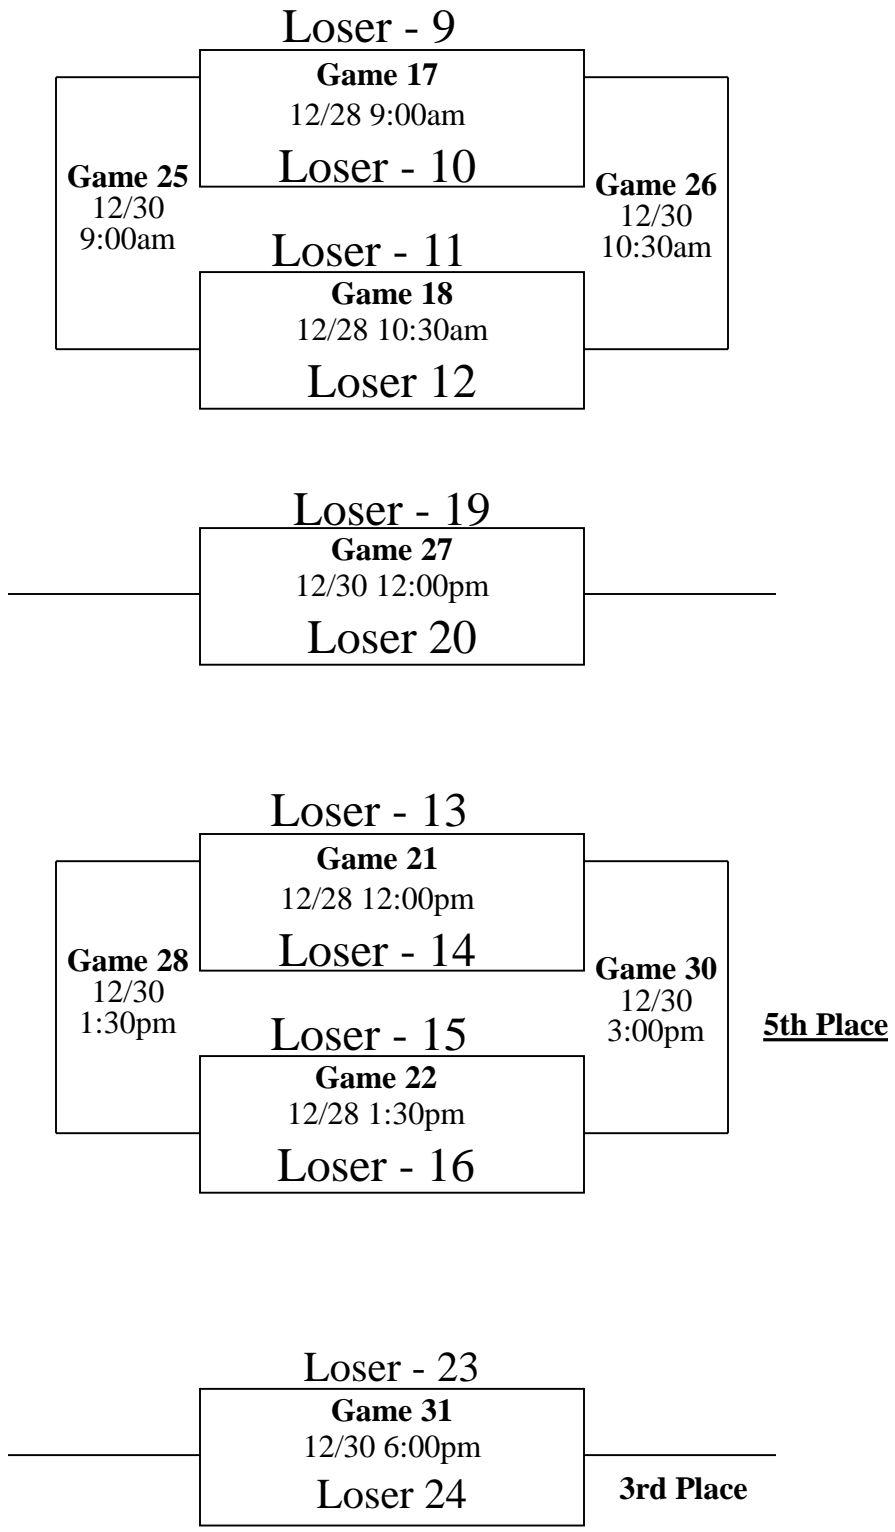 Loser - 9
Game 17
12/28 9:00am
Loser - 10
Game 25
12/30
9:00am
Game 26
12/30
10:30am
Loser - 11
Game 18
12/28 10:30am
Loser 12
Loser - 19
Game 27
12/30 12:00pm
Loser 20
Loser - 13
Game 21
12/28 12:00pm
Loser - 14
Game 28
12/30
1:30pm
Game 30
12/30
3:00pm
5th Place
Loser - 15
Game 22
12/28 1:30pm
Loser - 16
Loser - 23
Game 31
12/30 6:00pm
Loser 24
3rd Place